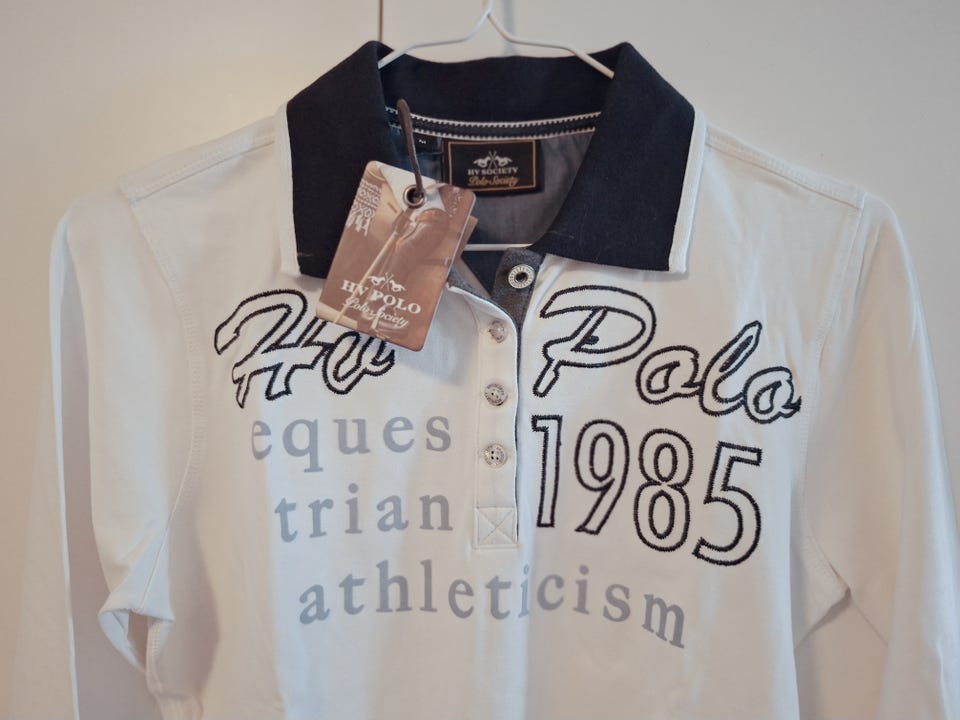 M
HV SOCIETY
Polo Society
HV POLO
Polo Society
Hv Polo
1985
eques
trian
athleticism